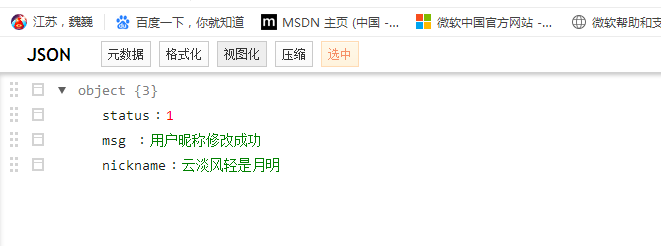 江苏，魏巍 百度一下，你就知道 MSDN 主页 (中国 -... 微软中国官方网站 -... 微软帮助和支
JSON 元数据 格式化 视图化 压缩 选中
object {3}
status：1
msg ：用户昵称修改成功
nickname：云淡风轻是月明